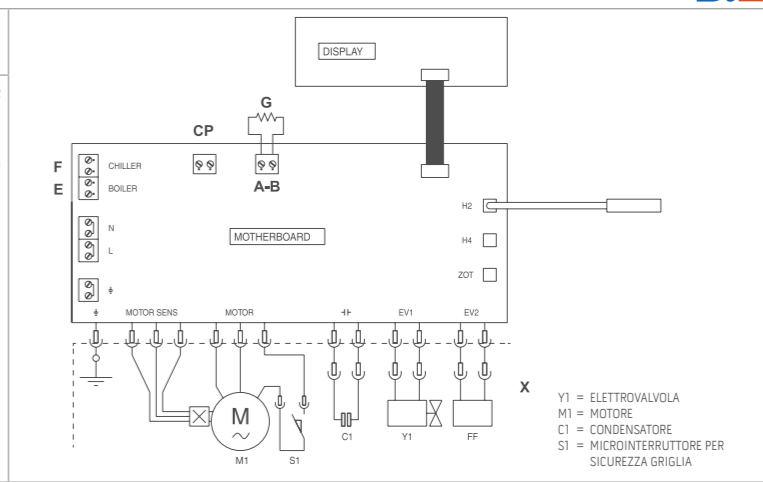 DISPLAY
G
CP
F CHILLER
E BOILER
A-B
N
L
MOTHERBOARD
H2
H4
ZOT
MOTOR SENS MOTOR EV1 EV2
X
M
M1 S1 C1 Y1 FF
Y1 = ELETTROVALVOLA
M1 = MOTORE
C1 = CONDENSATORE
S1 = MICROINTERRUTTORE PER
SICUREZZA GRIGLIA